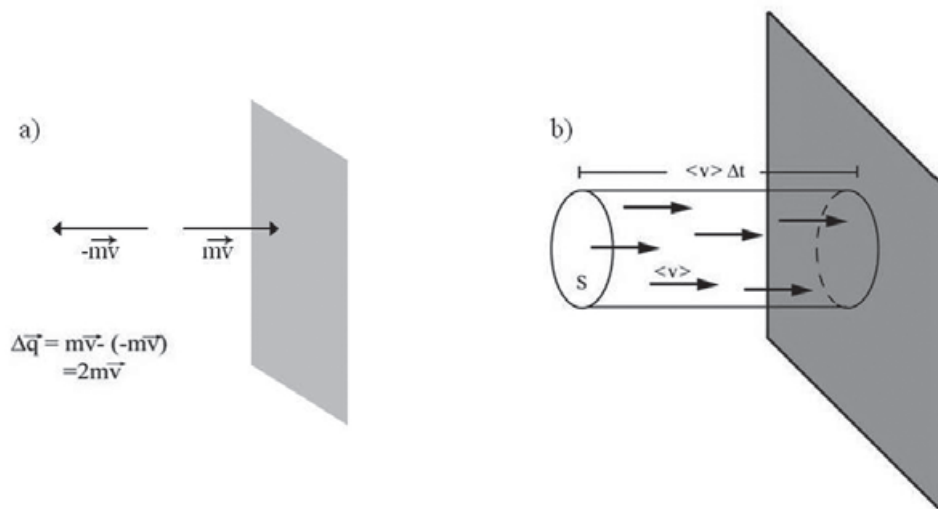 a)
-mv⃗
mv⃗
Δq⃗ = mv⃗ - (-mv⃗)
=2mv⃗
b)
<v> Δt
S
<v>